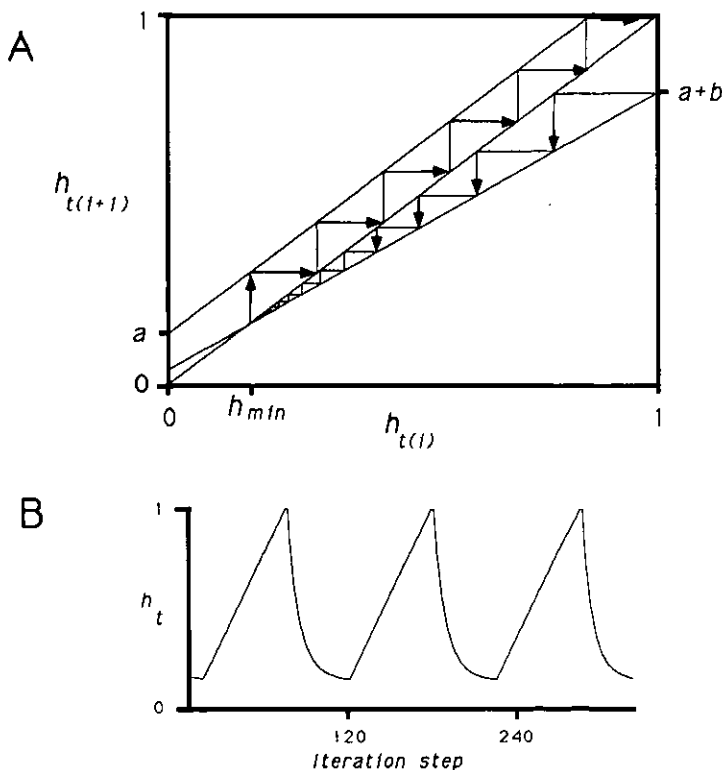 A
1
a+b
h t(i+1)
a
0
0
h min
h t(i)
1
B
1
h t
0
120
240
iteration step